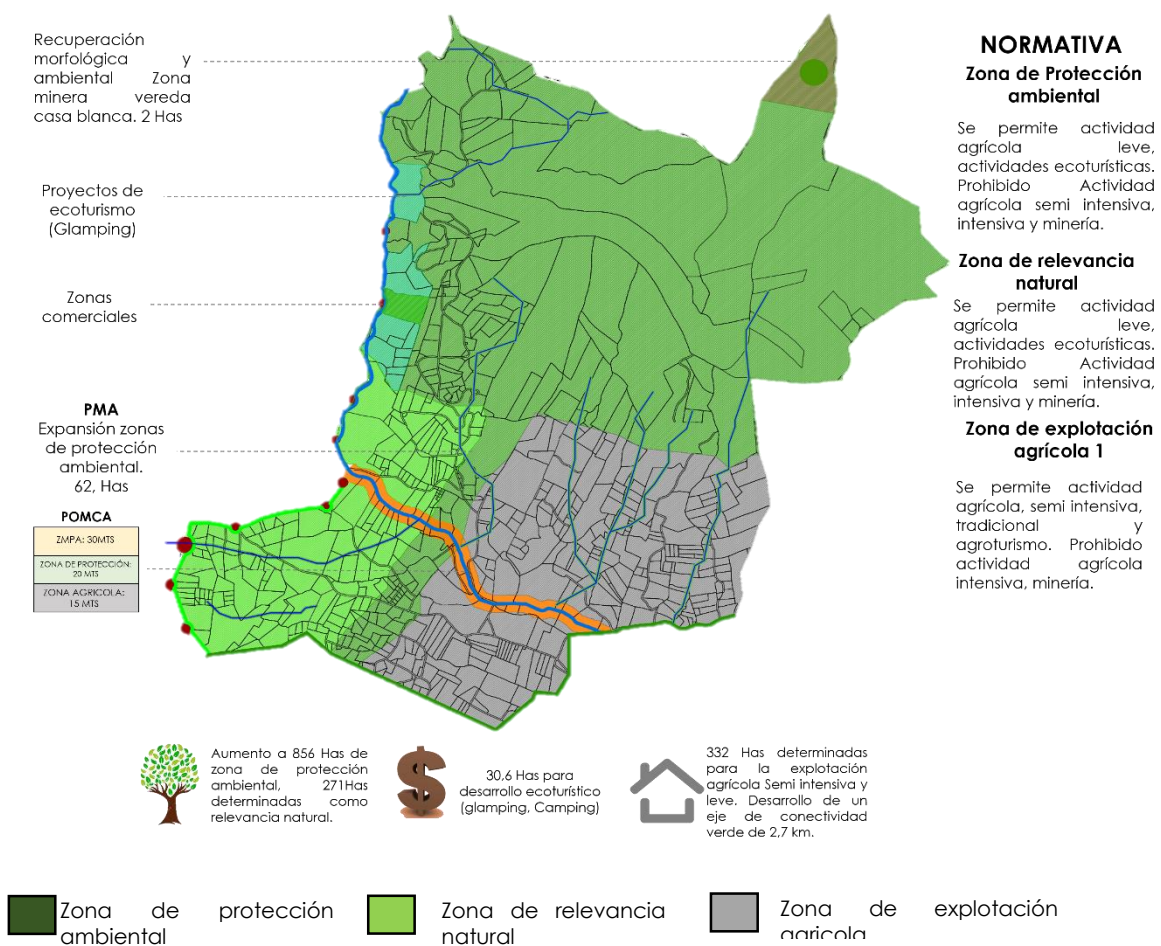 Recuperación
morfológica y
ambiental Zona
minera vereda
casa blanca. 2 Has
Proyectos de
ecoturismo
(Glamping)
Zonas
comerciales
PMA
Expansión zonas
de protección
ambiental.
62, Has
POMCA
ZMPA: 30MTS
ZONA DE PROTECCIÓN:
20 MTS
ZONA AGRICOLA:
15 MTS
NORMATIVA
Zona de Protección
ambiental
Se permite actividad
agrícola leve,
actividades ecoturísticas.
Prohibido Actividad
agrícola semi intensiva,
intensiva y minería.
Zona de relevancia
natural
Se permite actividad
agrícola leve,
actividades ecoturísticas.
Prohibido Actividad
agrícola semi intensiva,
intensiva y minería.
Zona de explotación
agrícola 1
Se permite actividad
agrícola, semi intensiva,
tradicional y
agroturismo. Prohibido
actividad agrícola
intensiva, minería.
Aumento a 856 Has de
zona de protección
ambiental, 271Has
determinadas como
relevancia natural.
30,6 Has para
desarrollo ecoturístico
(glamping, Camping)
332 Has determinadas
para la explotación
agrícola Semi intensiva y
leve. Desarrollo de un
eje de conectividad
verde de 2,7 km.
Zona de protección
ambiental
Zona de relevancia
natural
Zona de explotación
agricola